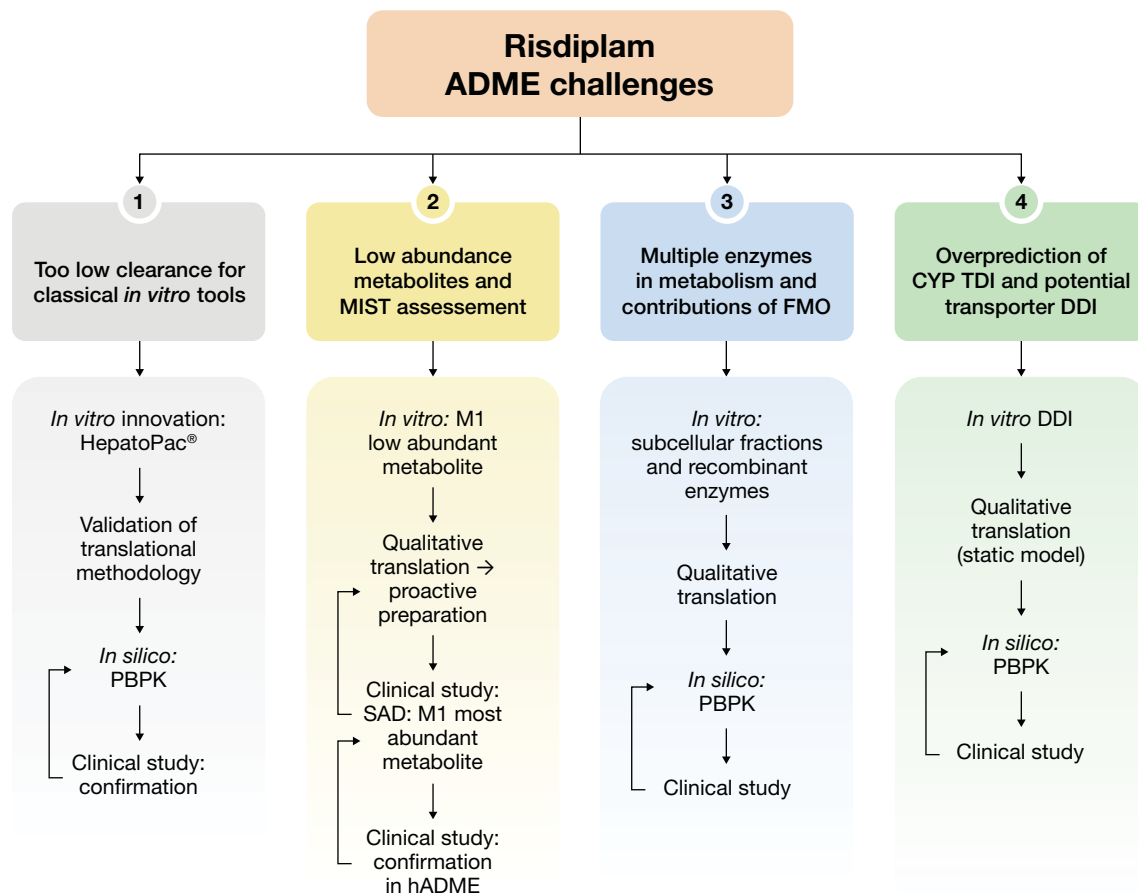 Risdiplam
ADME challenges
1
Too low clearance for
classical in vitro tools
In vitro innovation:
HepatoPac®
Validation of
translational
methodology
In silico:
PBPK
Clinical study:
confirmation
2
Low abundance
metabolites and
MIST assessement
In vitro: M1
low abundant
metabolite
Qualitative
translation →
proactive
preparation
Clinical study:
SAD: M1 most
abundant
metabolite
Clinical study:
confirmation
in hADME
3
Multiple enzymes
in metabolism and
contributions of FMO
In vitro:
subcellular fractions
and recombinant
enzymes
Qualitative
translation
In silico:
PBPK
Clinical study
4
Overprediction of
CYP TDI and potential
transporter DDI
In vitro DDI
Qualitative
translation
(static model)
In silico:
PBPK
Clinical study